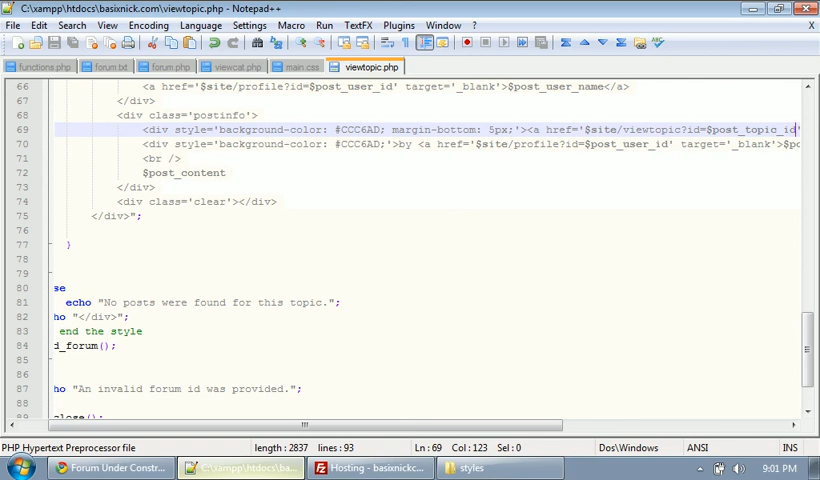 C:\xampp\htdocs\basixnick.com\viewtopic.php - Notepad++
File Edit Search View Encoding Language Settings Macro Run TextFX Plugins Window ? X
functions.php forum.txt forum.php viewcat.php main.css viewtopic.php
66 <a href='$site/profile?id=$post_user_id' target='_blank'>$post_user_name</a>
67 </div>
68 <div class='postinfo'>
69 <div style='background-color: #CCC6AD; margin-bottom: 5px;'><a href='$site/viewtopic?id=$post_topic_id'
70 <div style='background-color: #CCC6AD;'>by <a href='$site/profile?id=$post_user_id' target='_blank'>$po
71 <br />
72 $post_content
73 </div>
74 <div class='clear'></div>
75 </div>";
76
77 }
78
79
80 se
81 echo "No posts were found for this topic.";
82 ho "</div>";
83 end the style
84 d_forum();
85
86
87 ho "An invalid forum id was provided.";
88
89 close();
PHP Hypertext Preprocessor file length : 2837 lines : 93 Ln : 69 Col : 123 Sel : 0 Dos\Windows ANSI INS
Forum Under Constr... C:\xampp\htdocs\ba... Hosting - basixnickc... styles 9:01 PM